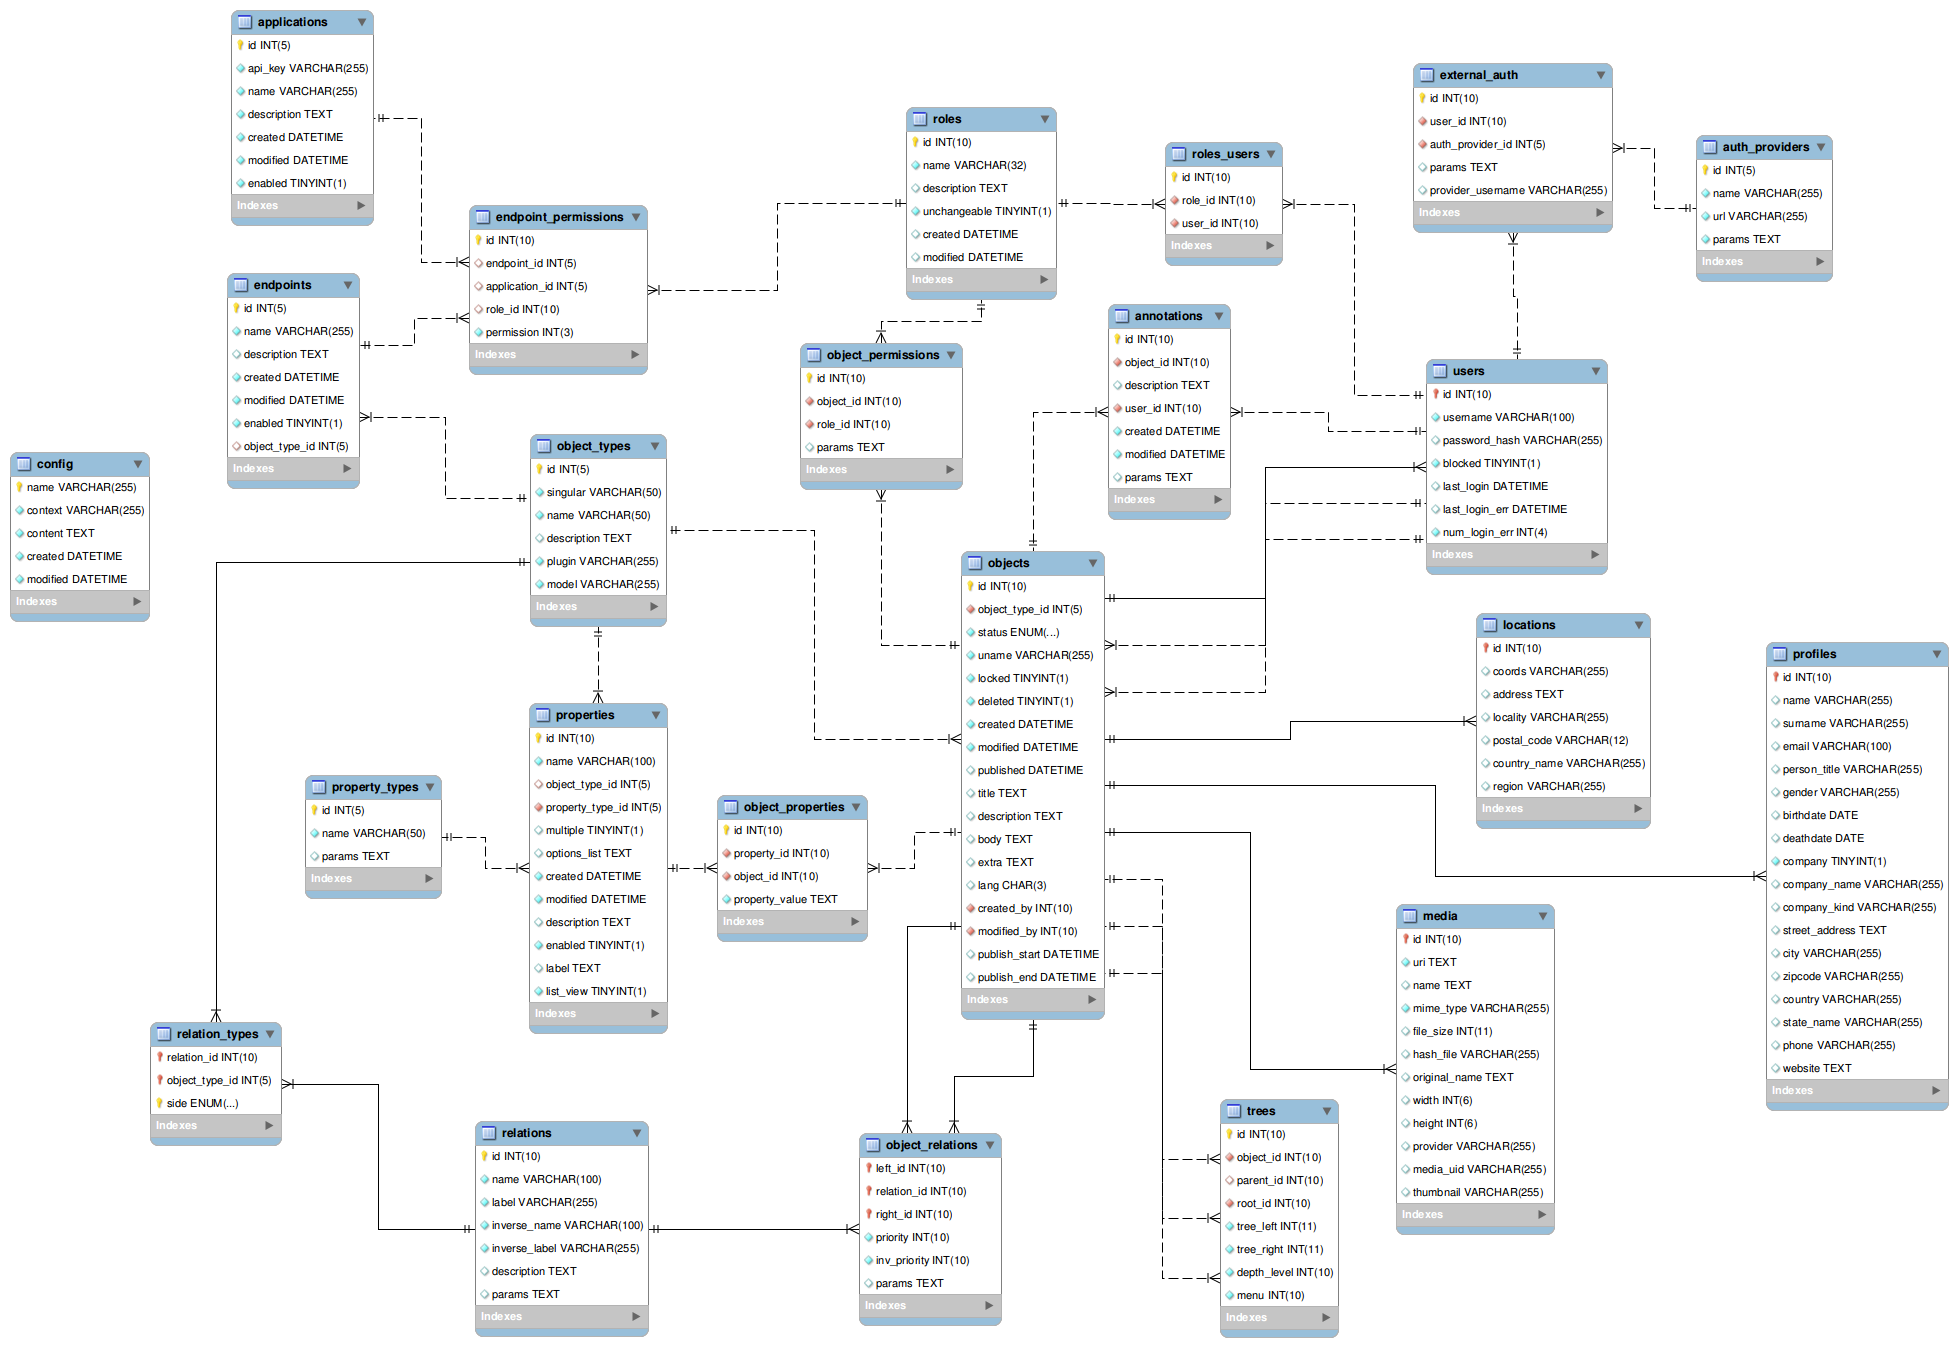 applications
id INT(5)
api_key VARCHAR(255)
name VARCHAR(255)
description TEXT
created DATETIME
modified DATETIME
enabled TINYINT(1)
Indexes
endpoints
id INT(5)
name VARCHAR(255)
description TEXT
created DATETIME
modified DATETIME
enabled TINYINT(1)
object_type_id INT(5)
Indexes
config
name VARCHAR(255)
context VARCHAR(255)
content TEXT
created DATETIME
modified DATETIME
Indexes
endpoint_permissions
id INT(10)
endpoint_id INT(5)
application_id INT(5)
role_id INT(10)
permission INT(3)
Indexes
object_types
id INT(5)
singular VARCHAR(50)
name VARCHAR(50)
description TEXT
plugin VARCHAR(255)
model VARCHAR(255)
Indexes
roles
id INT(10)
name VARCHAR(32)
description TEXT
unchangeable TINYINT(1)
created DATETIME
modified DATETIME
Indexes
roles_users
id INT(10)
role_id INT(10)
user_id INT(10)
Indexes
external_auth
id INT(10)
user_id INT(10)
auth_provider_id INT(5)
params TEXT
provider_username VARCHAR(255)
Indexes
auth_providers
id INT(5)
name VARCHAR(255)
url VARCHAR(255)
params TEXT
Indexes
object_permissions
id INT(10)
object_id INT(10)
role_id INT(10)
params TEXT
Indexes
annotations
id INT(10)
object_id INT(10)
description TEXT
user_id INT(10)
created DATETIME
modified DATETIME
params TEXT
Indexes
users
id INT(10)
username VARCHAR(100)
password_hash VARCHAR(255)
blocked TINYINT(1)
last_login DATETIME
last_login_err DATETIME
num_login_err INT(4)
Indexes
objects
id INT(10)
object_type_id INT(5)
status ENUM(...)
uname VARCHAR(255)
locked TINYINT(1)
deleted TINYINT(1)
created DATETIME
modified DATETIME
published DATETIME
title TEXT
description TEXT
body TEXT
extra TEXT
lang CHAR(3)
created_by INT(10)
modified_by INT(10)
publish_start DATETIME
publish_end DATETIME
Indexes
locations
id INT(10)
coords VARCHAR(255)
address TEXT
locality VARCHAR(255)
postal_code VARCHAR(12)
country_name VARCHAR(255)
region VARCHAR(255)
Indexes
profiles
id INT(10)
name VARCHAR(255)
surname VARCHAR(255)
email VARCHAR(100)
person_title VARCHAR(255)
gender VARCHAR(255)
birthdate DATE
deathdate DATE
company TINYINT(1)
company_name VARCHAR(255)
company_kind VARCHAR(255)
street_address TEXT
city VARCHAR(255)
zipcode VARCHAR(255)
country VARCHAR(255)
state_name VARCHAR(255)
phone VARCHAR(255)
website TEXT
Indexes
properties
id INT(10)
name VARCHAR(100)
object_type_id INT(5)
property_type_id INT(5)
multiple TINYINT(1)
options_list TEXT
created DATETIME
modified DATETIME
description TEXT
enabled TINYINT(1)
label TEXT
list_view TINYINT(1)
Indexes
property_types
id INT(5)
name VARCHAR(50)
params TEXT
Indexes
object_properties
id INT(10)
property_id INT(10)
object_id INT(10)
property_value TEXT
Indexes
media
id INT(10)
uri TEXT
name TEXT
mime_type VARCHAR(255)
file_size INT(11)
hash_file VARCHAR(255)
original_name TEXT
width INT(6)
height INT(6)
provider VARCHAR(255)
media_uid VARCHAR(255)
thumbnail VARCHAR(255)
Indexes
relation_types
relation_id INT(10)
object_type_id INT(5)
side ENUM(...)
Indexes
relations
id INT(10)
name VARCHAR(100)
label VARCHAR(255)
inverse_name VARCHAR(100)
inverse_label VARCHAR(255)
description TEXT
params TEXT
Indexes
object_relations
left_id INT(10)
relation_id INT(10)
right_id INT(10)
priority INT(10)
inv_priority INT(10)
params TEXT
Indexes
trees
id INT(10)
object_id INT(10)
parent_id INT(10)
root_id INT(10)
tree_left INT(11)
tree_right INT(11)
depth_level INT(10)
menu INT(10)
Indexes